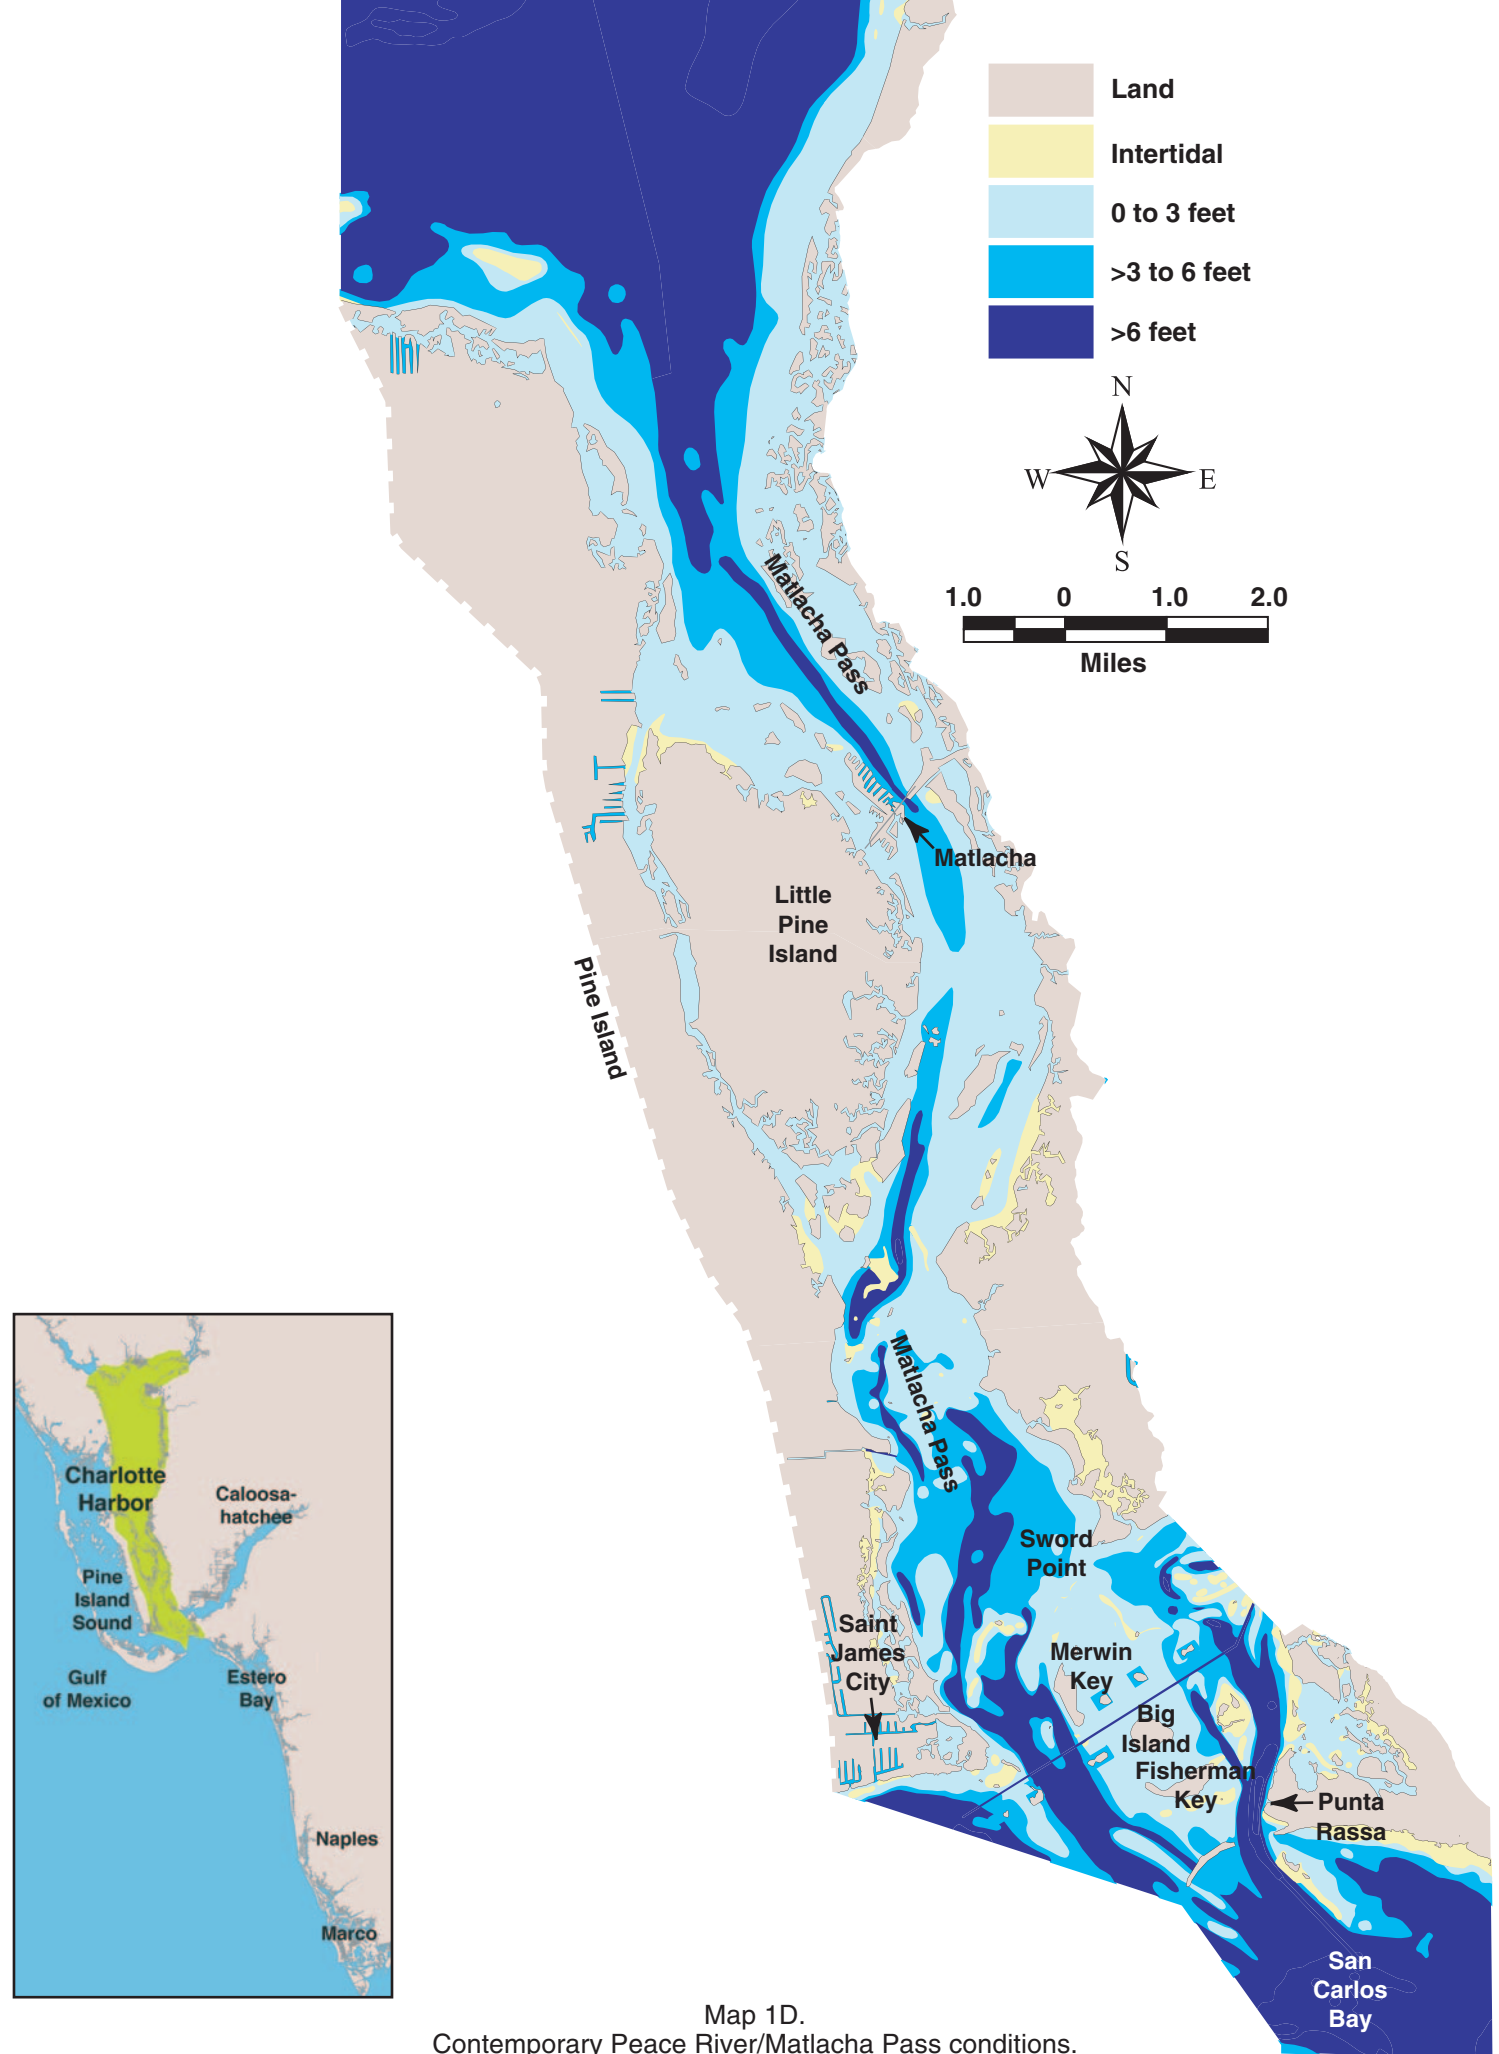 Land
Intertidal
0 to 3 feet
>3 to 6 feet
>6 feet
N
W
E
S
1.0
0
1.0
2.0
Miles
Matlacha Pass
Matlacha
Little
Pine
Island
Pine Island
Matlacha Pass
Sword
Point
Saint
James
City
Merwin
Key
Big
Island
Fisherman
Key
Punta
Rassa
San
Carlos
Bay
Charlotte
Harbor
Caloosa-
hatchee
Pine
Island
Sound
Gulf
of Mexico
Estero
Bay
Naples
Marco
Map 1D.
Contemporary Peace River/Matlacha Pass conditions.